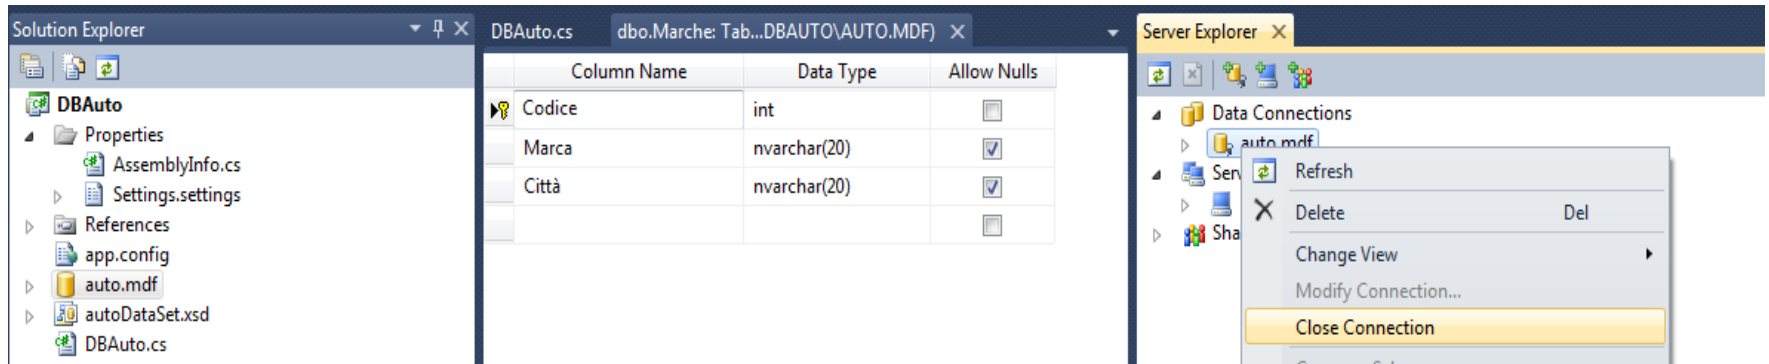 Solution Explorer
DBAuto
Properties
AssemblyInfo.cs
Settings.settings
References
app.config
auto.mdf
autoDataSet.xsd
DBAuto.cs
DBAuto.cs
dbo.Marche: Tab...DBAUTO\AUTO.MDF)
Column Name Data Type Allow Nulls
Codice int
Marca nvarchar(20)
Città nvarchar(20)
Server Explorer
Data Connections
auto.mdf
Serv
Sha
Refresh
Delete Del
Change View
Modify Connection...
Close Connection